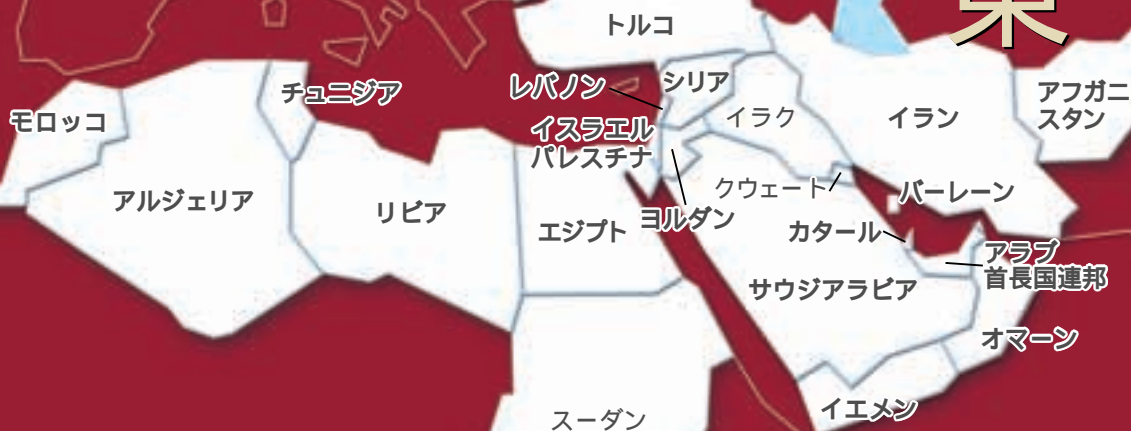 東
トルコ
レバノン
シリア
チュニジア
アフガニ
スタン
モロッコ
イラク
イラン
イスラエル
パレスチナ
クウェート
バーレーン
アルジェリア
リビア
エジプト
ヨルダン
カタール
アラブ
首長国連邦
サウジアラビア
オマーン
イエメン
スーダン